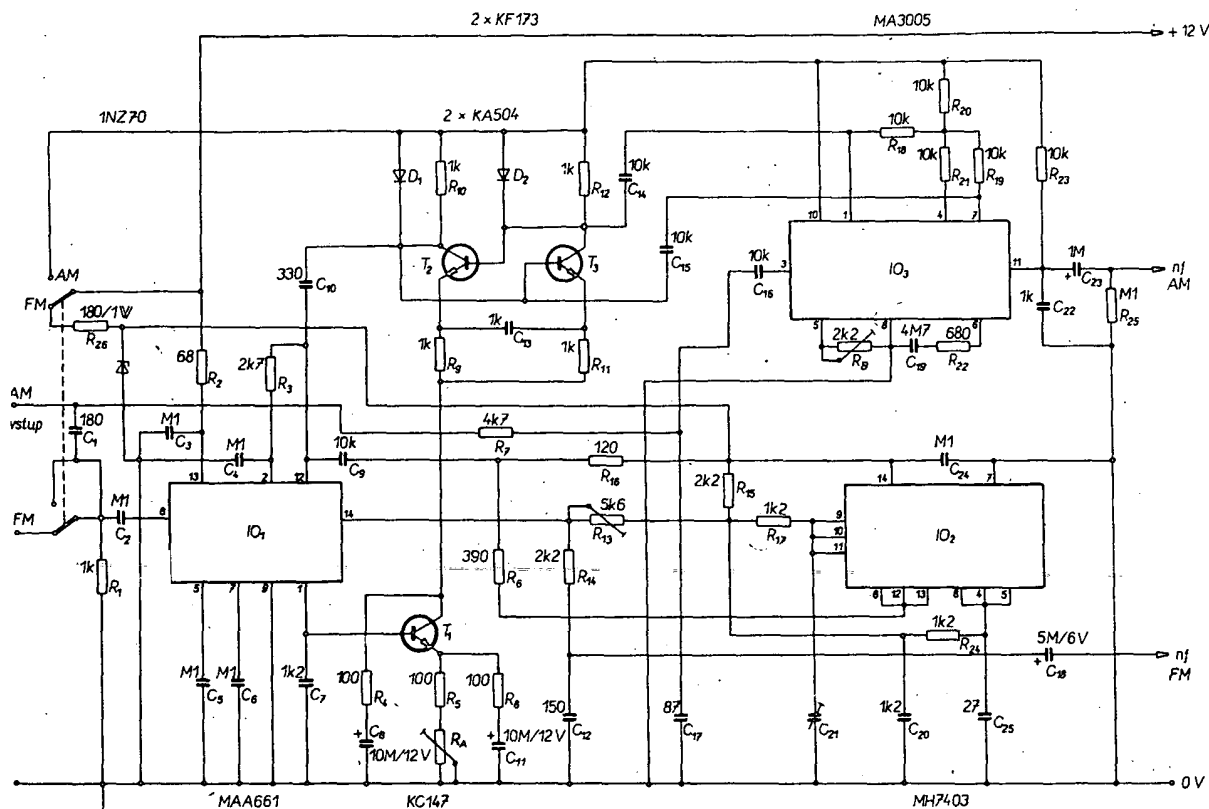 2 × KF173
MA3005
+ 12 V
1NZ70
2 × KA504
10k
R20
10k
R18
1k
R10
D1
D2
1k
R12
10k
C14
10k
R21
10k
R19
10k
R23
10
1
4
7
T2
T3
10k
C15
10k
C16
3
IO3
11
1M
+
C23
nf
AM
AM
FM
180/1W
R26
330
C10
1k
C22
M1
R25
5
8
6
2k2
RB
4M7
C19
680
R22
68
R2
2k7
R3
1k
C13
1k
R9
1k
R11
AM
vstup
180
C1
M1
C3
M1
C4
4k7
R7
10k
C9
120
R16
M1
C24
13
2
12
2k2
R15
14
7
FM
M1
C2
6
IO1
14
5k6
R13
1k2
R17
9
10
11
IO2
1k
R1
390
R6
2k2
R14
5
7
9
1
6
12
13
8
4
5
T1
1k2
R24
5M/6V
+
C18
nf
FM
M1
C5
M1
C6
1k2
C7
100
R4
100
R5
100
R8
150
C12
87
C17
C21
1k2
C20
27
C25
+
C8
10M/12V
RA
+
10M/12V
C11
0 V
MAA661
KC147
MH7403